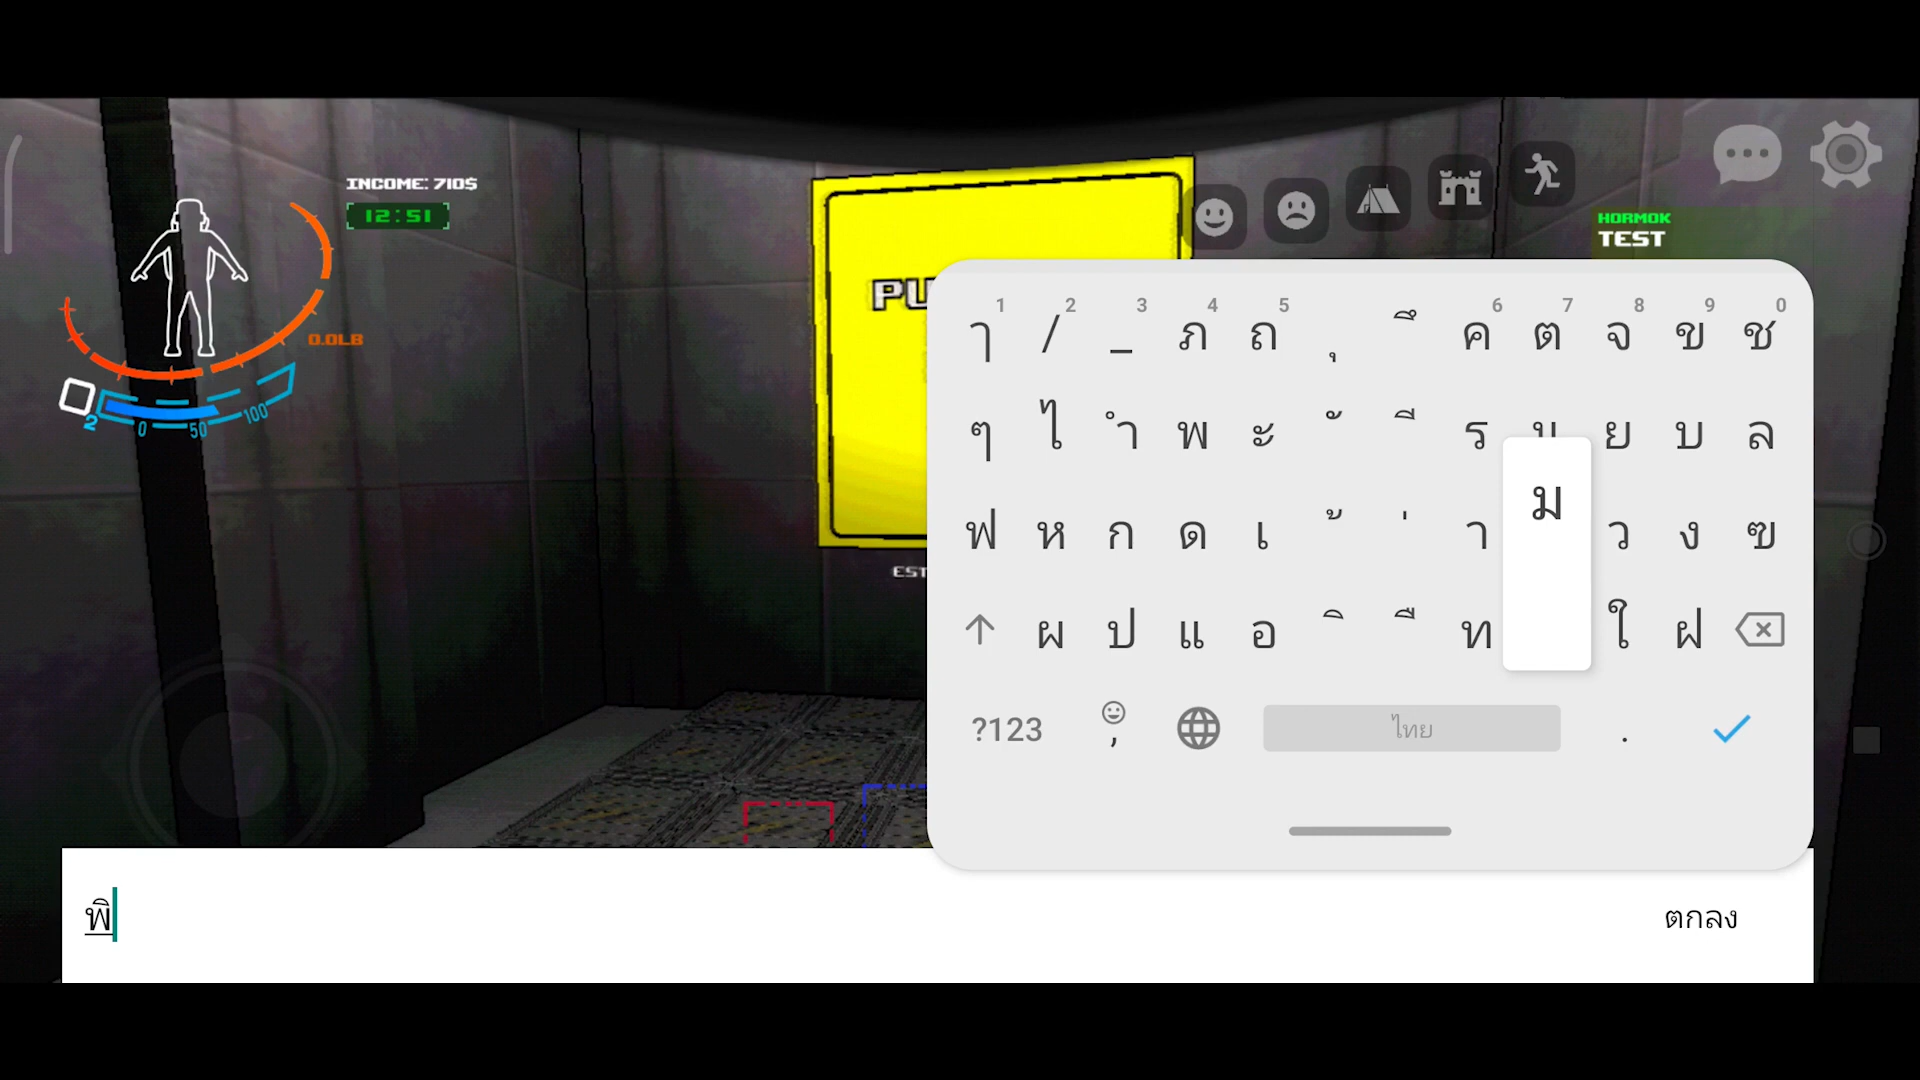 INCOME: 710$
12:51
0.0LB
2
0 50 100
PU
EST
HORMOK
TEST
1 2 3 4 5 6 7 8 9 0
ๅ / _ ภ ถ ุ ึ ค ต จ ข ช
ๆ ไ ำ พ ะ ั ี ร น ย บ ล
ฟ ห ก ด เ ้ ่ า ว ง ฃ
ม
ผ ป แ อ ิ ื ท ใ ฝ
?123 , ไทย .
พิ
ตกลง